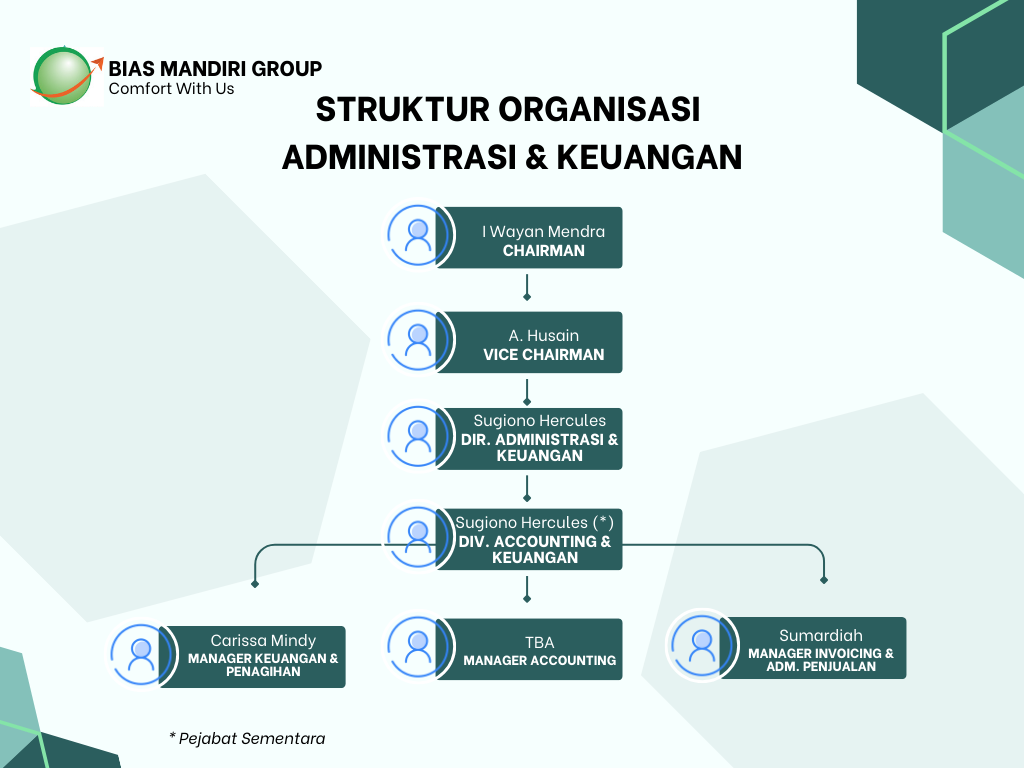 BIAS MANDIRI GROUP
Comfort With Us
STRUKTUR ORGANISASI
ADMINISTRASI & KEUANGAN
I Wayan Mendra
CHAIRMAN
A. Husain
VICE CHAIRMAN
Sugiono Hercules
DIR. ADMINISTRASI &
KEUANGAN
Sugiono Hercules (*)
DIV. ACCOUNTING &
KEUANGAN
Carissa Mindy
MANAGER KEUANGAN &
PENAGIHAN
TBA
MANAGER ACCOUNTING
Sumardiah
MANAGER INVOICING &
ADM. PENJUALAN
* Pejabat Sementara